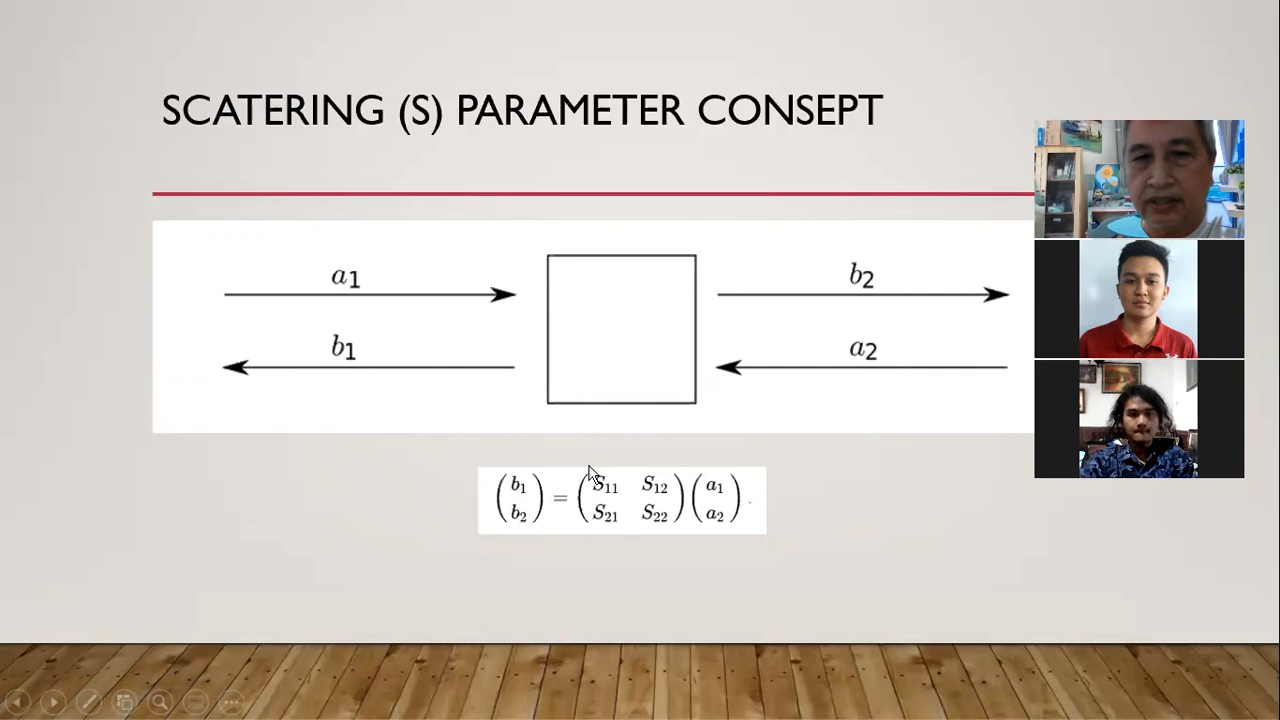 SCATERING (S) PARAMETER CONSEPT
a1 b2
b1 a2
(b1 b2) = (S11 S12 S21 S22) (a1 a2) .